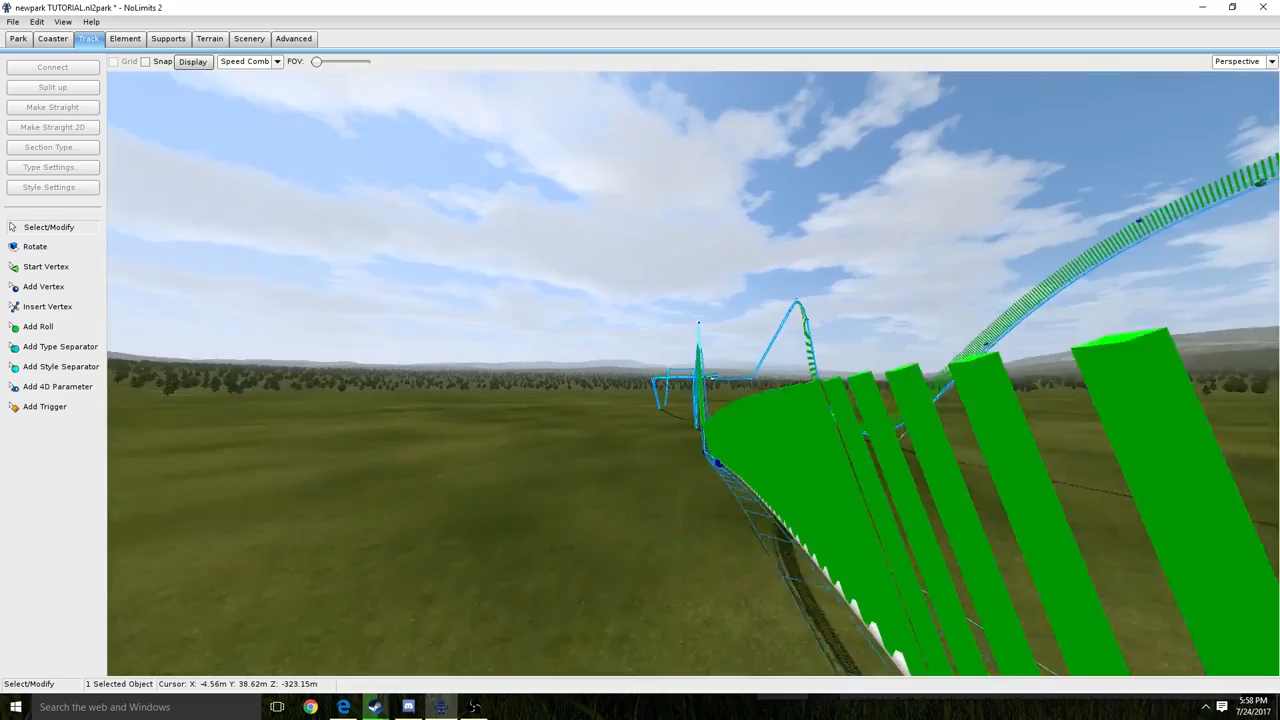 newpark TUTORIAL.nl2park * - NoLimits 2
File Edit View Help
Park Coaster Track Element Supports Terrain Scenery Advanced
Grid Snap Display Speed Comb FOV: Perspective
Connect
Split up
Make Straight
Make Straight 2D
Section Type...
Type Settings...
Style Settings...
Select/Modify
Rotate
Start Vertex
Add Vertex
Insert Vertex
Add Roll
Add Type Separator
Add Style Separator
Add 4D Parameter
Add Trigger
Select/Modify 1 Selected Object Cursor: X: -4.56m Y: 38.62m Z: -323.15m
Search the web and Windows
5:58 PM
7/24/2017